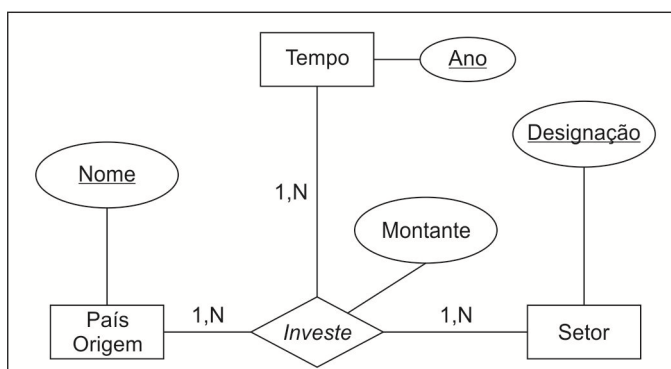 Tempo
Ano
Designação
Nome
1,N
Montante
País
Origem
1,N
Investe
1,N
Setor